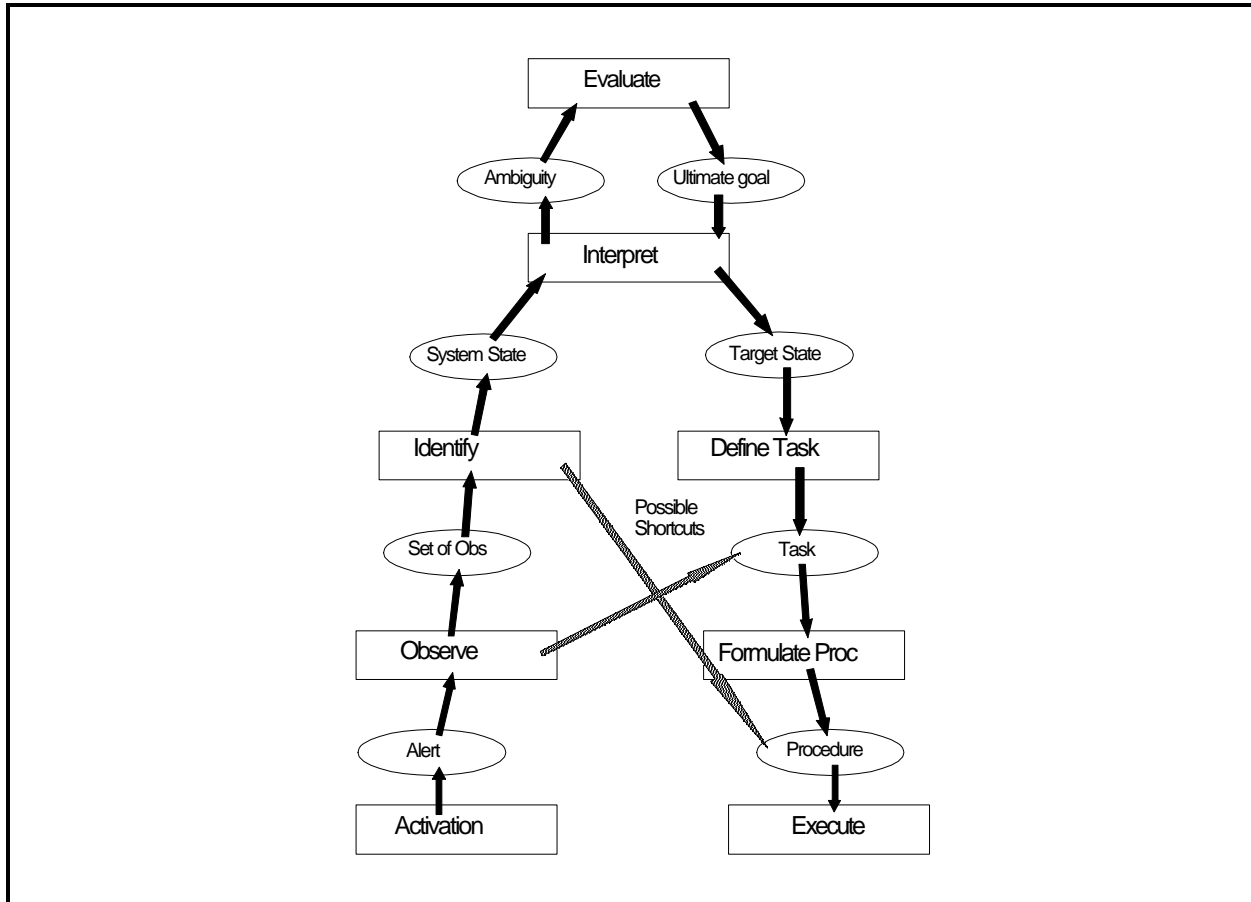 Evaluate
Ambiguity
Ultimate goal
Interpret
System State
Target State
Identify
Define Task
Possible
Shortcuts
Set of Obs
Task
Observe
Formulate Proc
Alert
Procedure
Activation
Execute